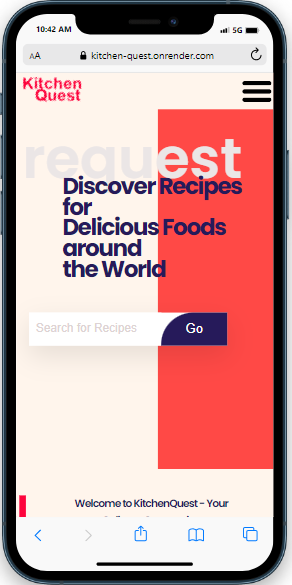 10:42 AM
5G
AA
kitchen-quest.onrender.com
Kitchen
Quest
request
Discover Recipes
for
Delicious Foods
around
the World
Search for Recipes
Go
Welcome to KitchenQuest - Your